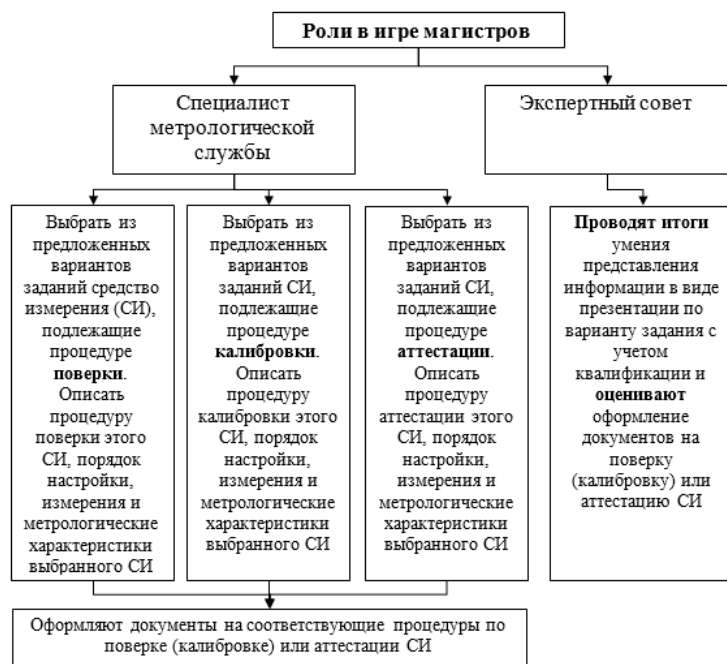 Роли в игре магистров
Специалист
метрологической
службы
Экспертный совет
Выбрать из
предложенных
вариантов
заданий средство
измерения (СИ),
подлежащие
процедуре
поверки.
Описать
процедуру
поверки этого
СИ, порядок
настройки,
измерения и
метрологические
характеристики
выбранного СИ
Выбрать из
предложенных
вариантов
заданий СИ,
подлежащие
процедуре
калибровки.
Описать
процедуру
калибровки этого
СИ, порядок
настройки,
измерения и
метрологические
характеристики
выбранного СИ
Выбрать из
предложенных
вариантов
заданий СИ,
подлежащие
процедуре
аттестации.
Описать
процедуру
аттестации этого
СИ, порядок
настройки,
измерения и
метрологические
характеристики
выбранного СИ
Проводят итоги
умения
представления
информации в виде
презентации по
варианту задания с
учетом
квалификации и
оценивают
оформление
документов на
поверку
(калибровку) или
аттестацию СИ
Оформляют документы на соответствующие процедуры по
поверке (калибровке) или аттестации СИ